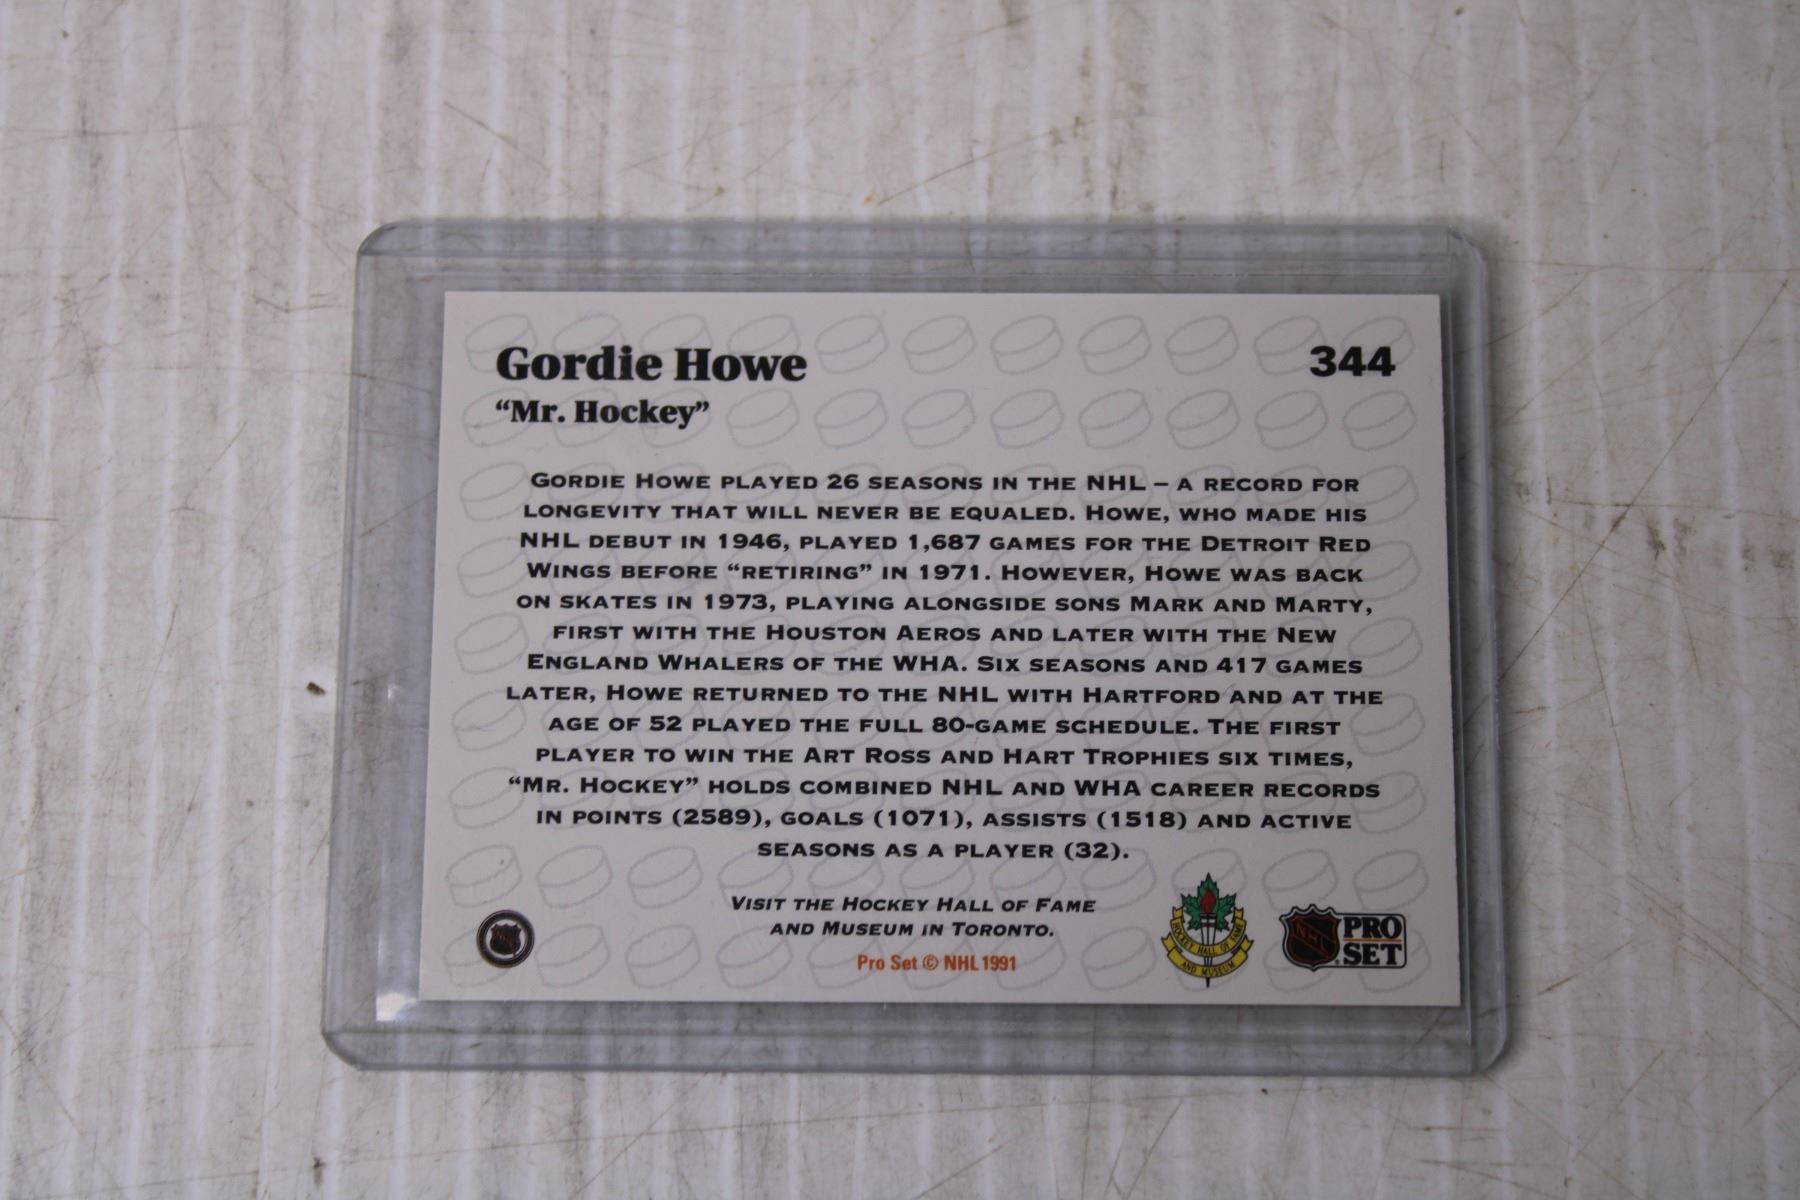 Gordie Howe
344
“Mr. Hockey”
GORDIE HOWE PLAYED 26 SEASONS IN THE NHL – A RECORD FOR
LONGEVITY THAT WILL NEVER BE EQUALED. HOWE, WHO MADE HIS
NHL DEBUT IN 1946, PLAYED 1,687 GAMES FOR THE DETROIT RED
WINGS BEFORE “RETIRING” IN 1971. HOWEVER, HOWE WAS BACK
ON SKATES IN 1973, PLAYING ALONGSIDE SONS MARK AND MARTY,
FIRST WITH THE HOUSTON AEROS AND LATER WITH THE NEW
ENGLAND WHALERS OF THE WHA. SIX SEASONS AND 417 GAMES
LATER, HOWE RETURNED TO THE NHL WITH HARTFORD AND AT THE
AGE OF 52 PLAYED THE FULL 80-GAME SCHEDULE. THE FIRST
PLAYER TO WIN THE ART ROSS AND HART TROPHIES SIX TIMES,
“MR. HOCKEY” HOLDS COMBINED NHL AND WHA CAREER RECORDS
IN POINTS (2589), GOALS (1071), ASSISTS (1518) AND ACTIVE
SEASONS AS A PLAYER (32).
VISIT THE HOCKEY HALL OF FAME
AND MUSEUM IN TORONTO.
Pro Set © NHL 1991
HOCKEY HALL OF FAME
AND MUSEUM
NHL
PRO
SET